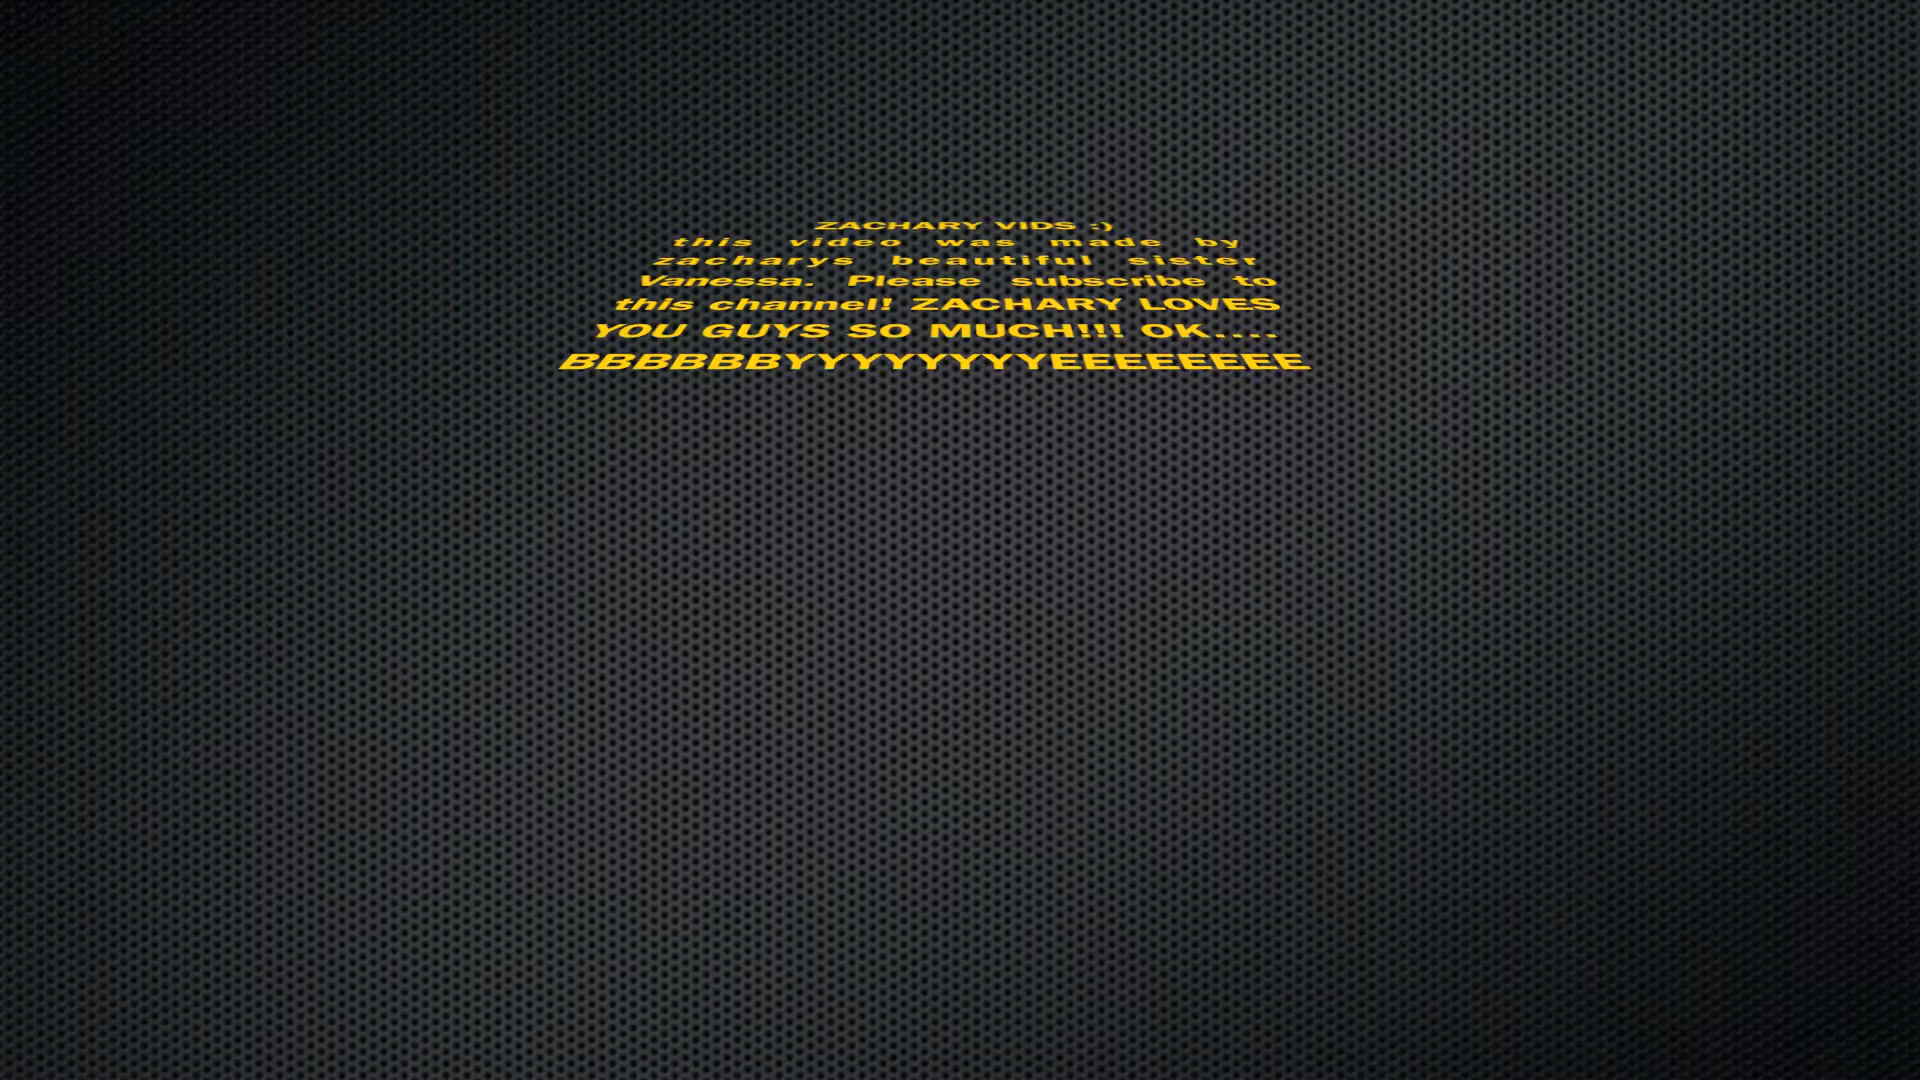 ZACHARY VIDS :)
this video was made by
zacharys beautiful sister
Vanessa. Please subscribe to
this channel! ZACHARY LOVES
YOU GUYS SO MUCH!!! OK....
BBBBBBYYYYYYYYEEEEEEEE